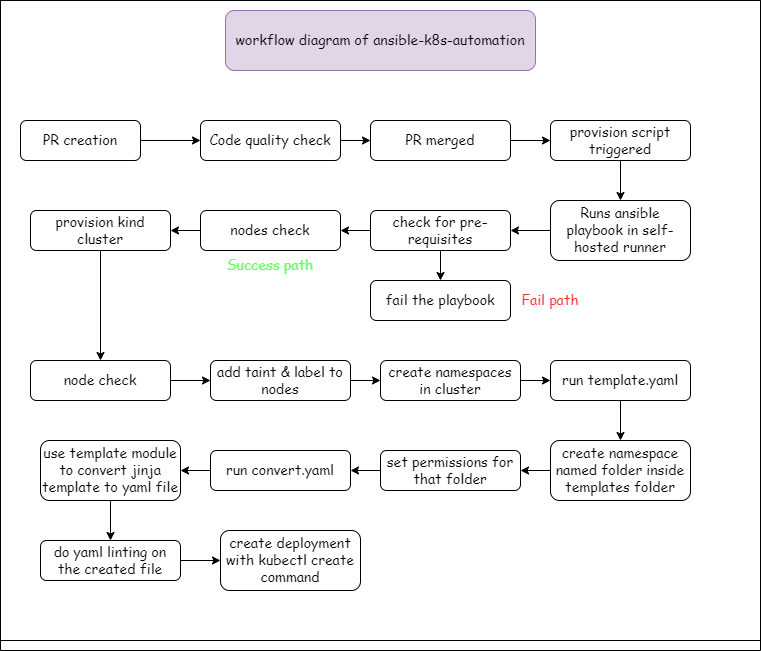 workflow diagram of ansible-k8s-automation
PR creation
Code quality check
PR merged
provision script
triggered
provision kind
cluster
nodes check
check for pre-
requisites
Runs ansible
playbook in self-
hosted runner
Success path
fail the playbook
Fail path
node check
add taint & label to
nodes
create namespaces
in cluster
run template.yaml
use template module
to convert jinja
template to yaml file
run convert.yaml
set permissions for
that folder
create namespace
named folder inside
templates folder
do yaml linting on
the created file
create deployment
with kubectl create
command